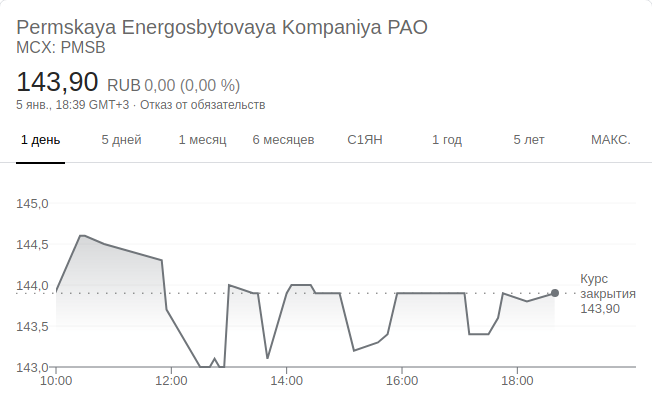 Permskaya Energosbytovaya Kompaniya PAO
MCX: PMSB
143,90 RUB 0,00 (0,00 %)
5 янв., 18:39 GMT+3 · Отказ от обязательств
1 день 5 дней 1 месяц 6 месяцев С1ЯН 1 год 5 лет МАКС.
145,0
144,5
144,0
143,5
143,0
Курс
закрытия
143,90
10:00 12:00 14:00 16:00 18:00